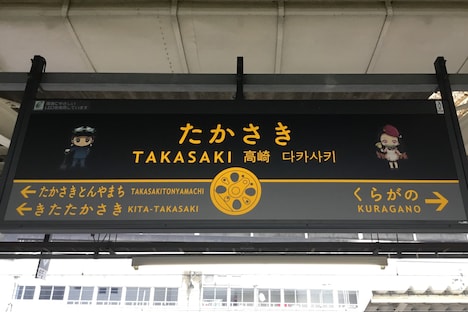 たかさき
TAKASAKI 高崎 다카사키
←たかさきとんやまち TAKASAKITONYAMACHI
←きたたかさき KITA-TAKASAKI
くらがの→
KURAGANO